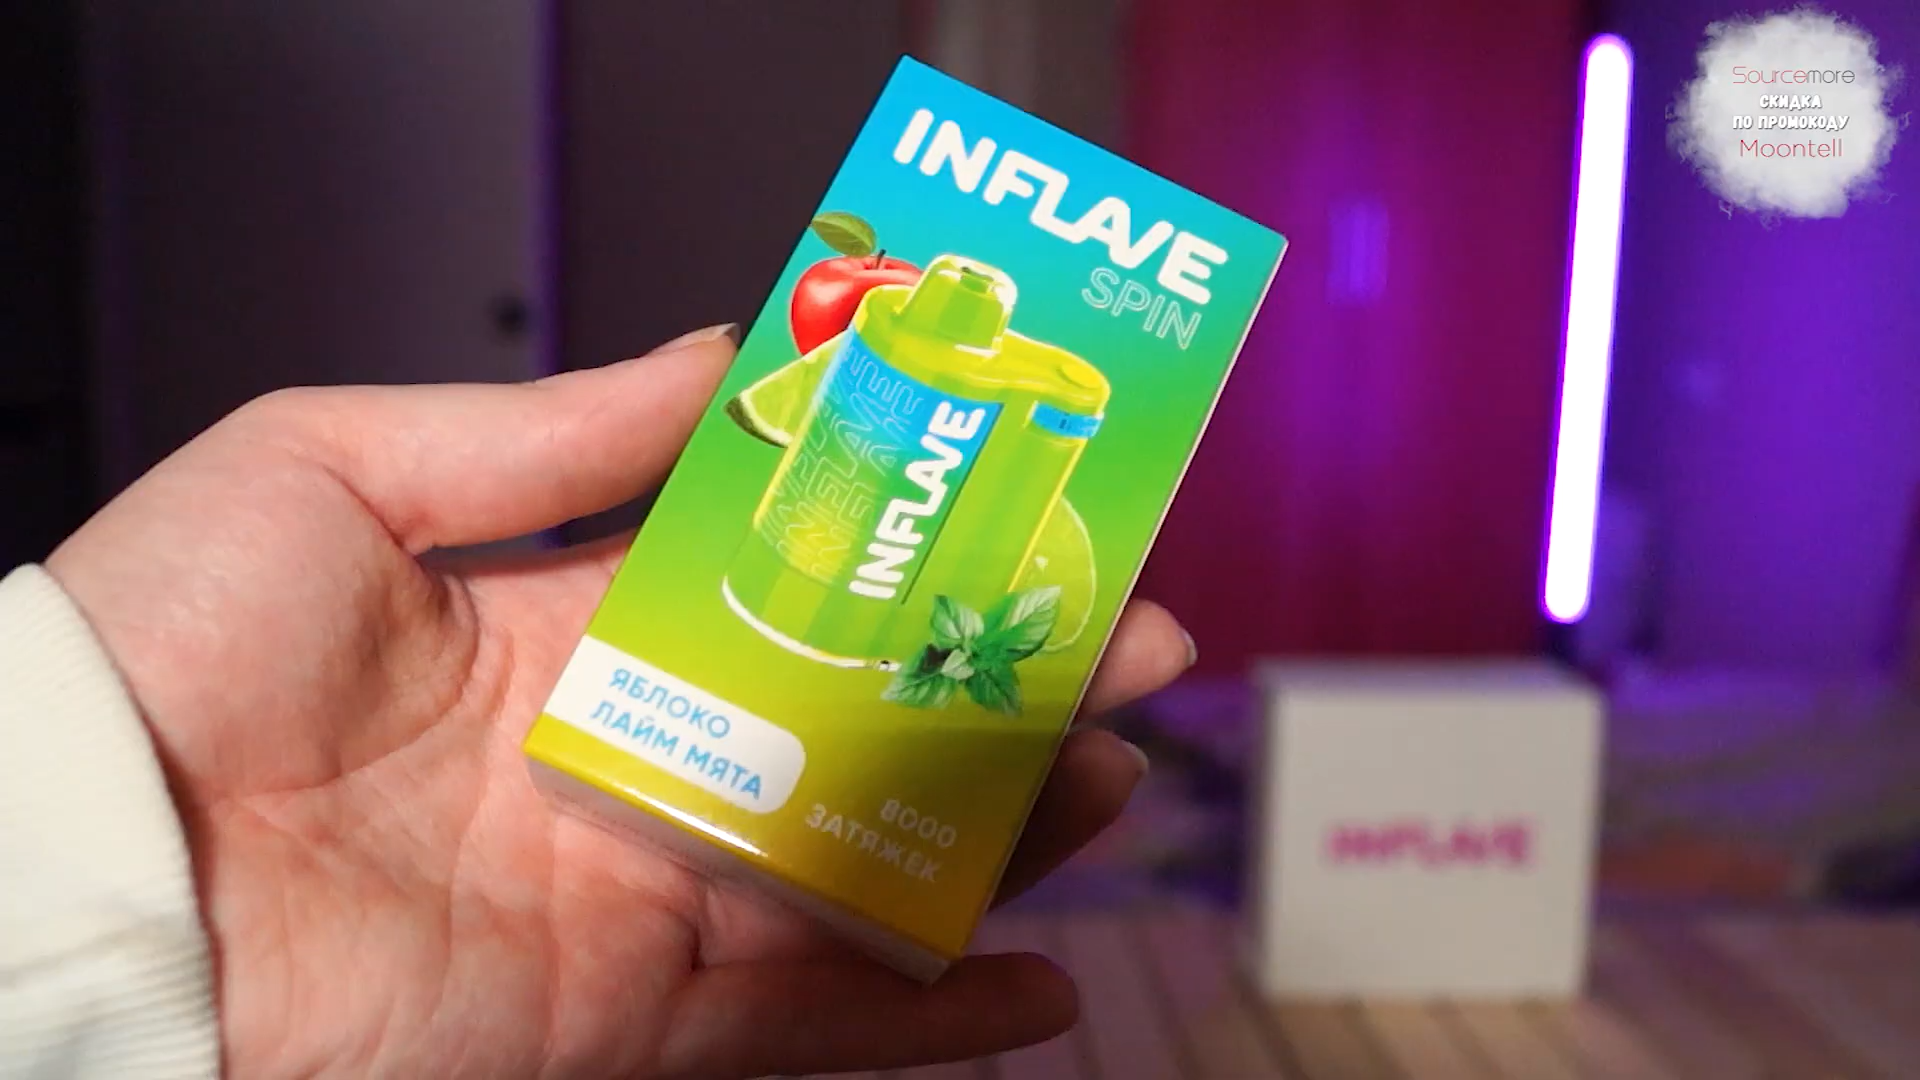 INFLAVE
SPIN
INFLAVE
ЯБЛОКО
ЛАЙМ МЯТА
8000
ЗАТЯЖЕК
INFLAVE
Sourcemore
СКИДКА
ПО ПРОМОКОДУ
Moontell